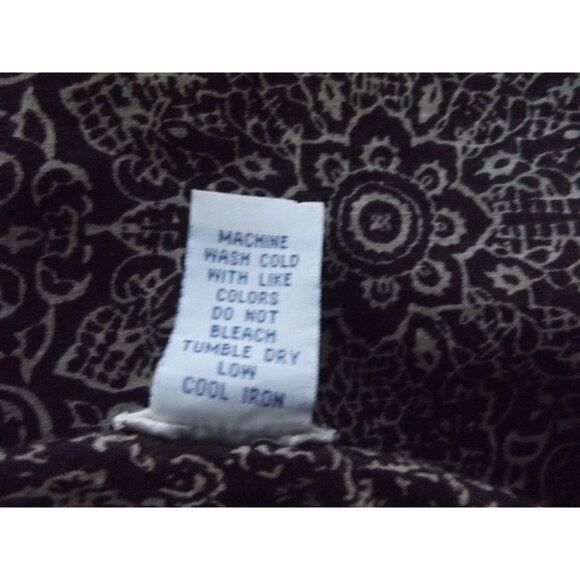 MACHINE
WASH COLD
WITH LIKE
COLORS
DO NOT
BLEACH
TUMBLE DRY
LOW
COOL IRON